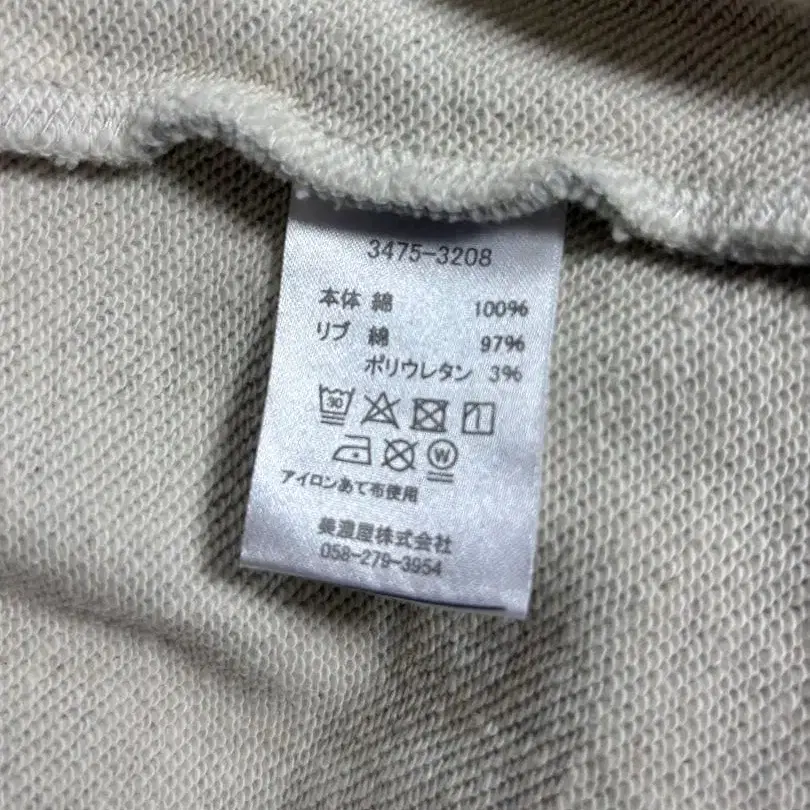 3475-3208
本体 綿 100%
リブ 綿 97%
ポリウレタン 3%
30
W
アイロンあて布使用
美濃屋株式会社
058-279-3954